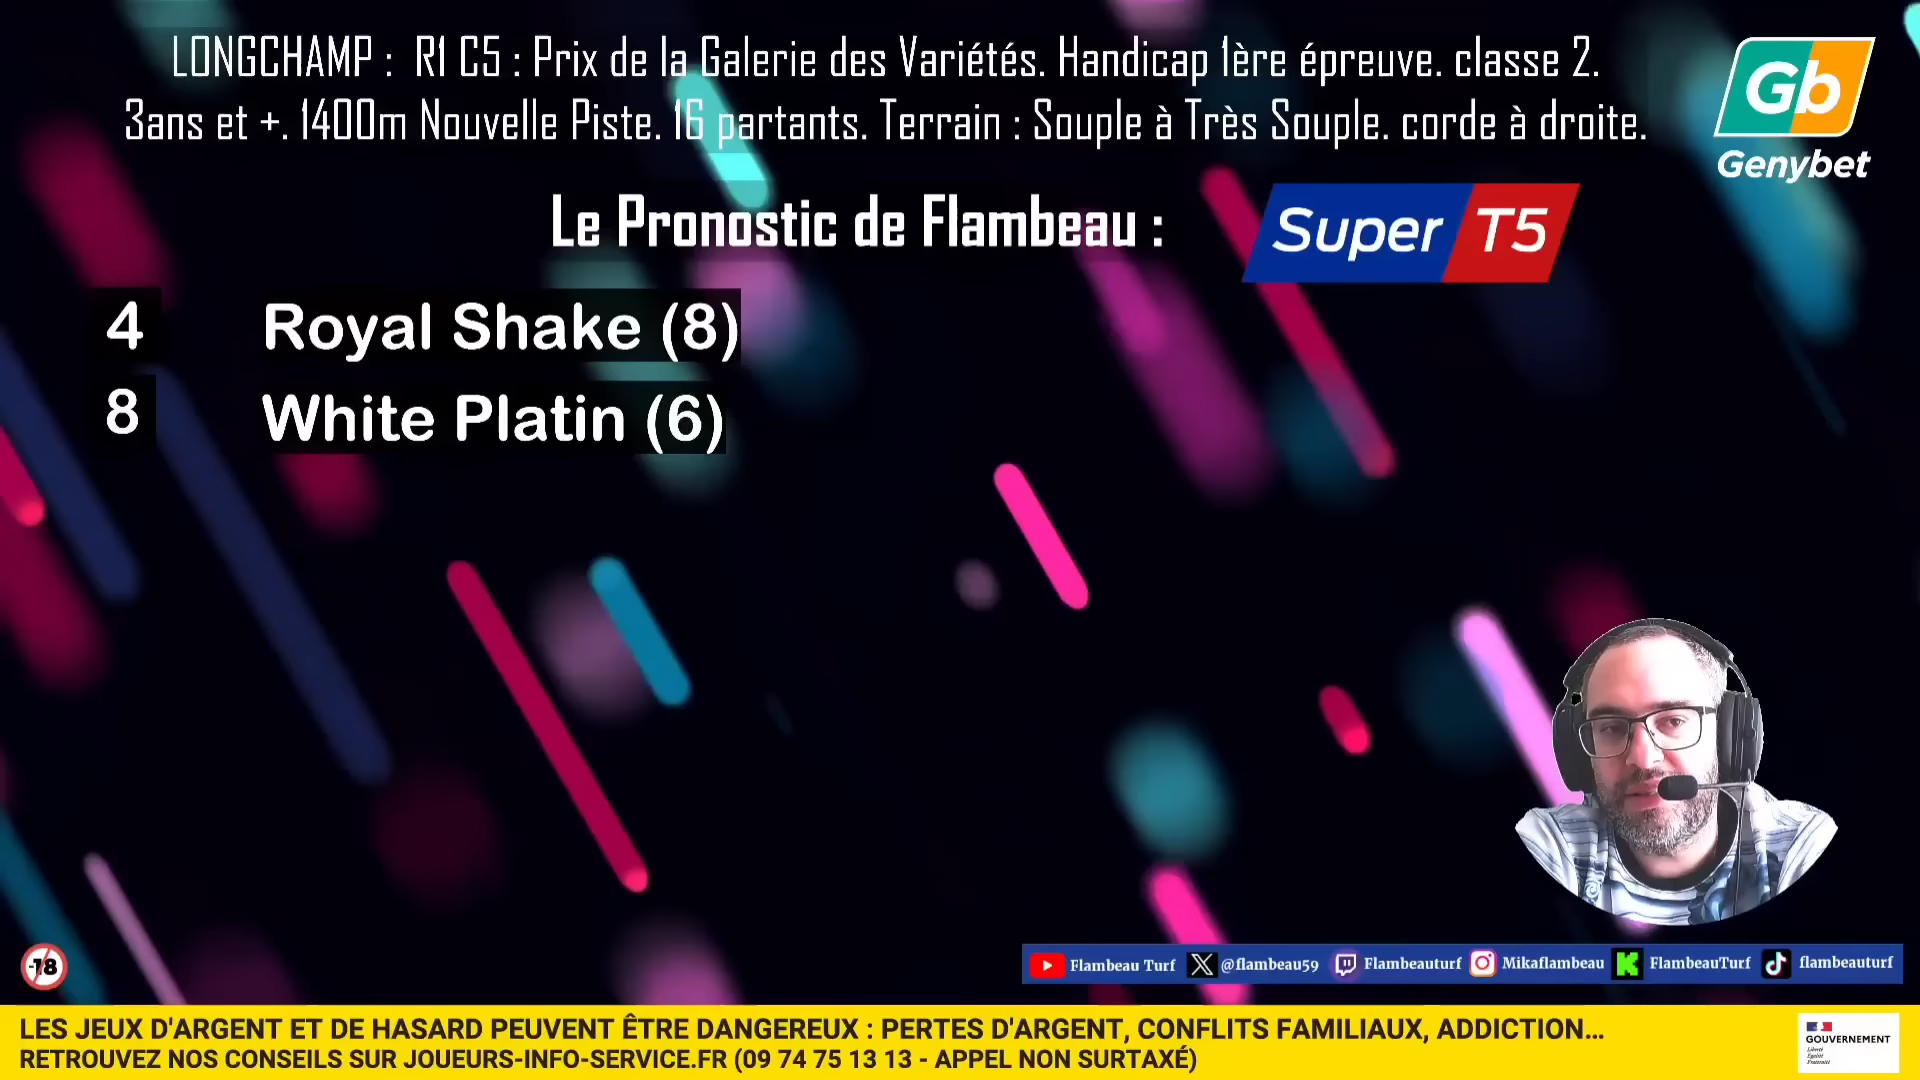 LONGCHAMP : R1 C5 : Prix de la Galerie des Variétés. Handicap 1ère épreuve. classe 2.
3ans et +. 1400m Nouvelle Piste. 16 partants. Terrain : Souple à Très Souple. corde à droite.
Gb
Genybet
Le Pronostic de Flambeau :
Super T5
4 Royal Shake (8)
8 White Platin (6)
-18
Flambeau Turf @flambeau59 Flambeauturf Mikaflambeau FlambeauTurf flambeauturf
LES JEUX D'ARGENT ET DE HASARD PEUVENT ÊTRE DANGEREUX : PERTES D'ARGENT, CONFLITS FAMILIAUX, ADDICTION...
RETROUVEZ NOS CONSEILS SUR JOUEURS-INFO-SERVICE.FR (09 74 75 13 13 - APPEL NON SURTAXÉ)
GOUVERNEMENT
Liberté
Égalité
Fraternité